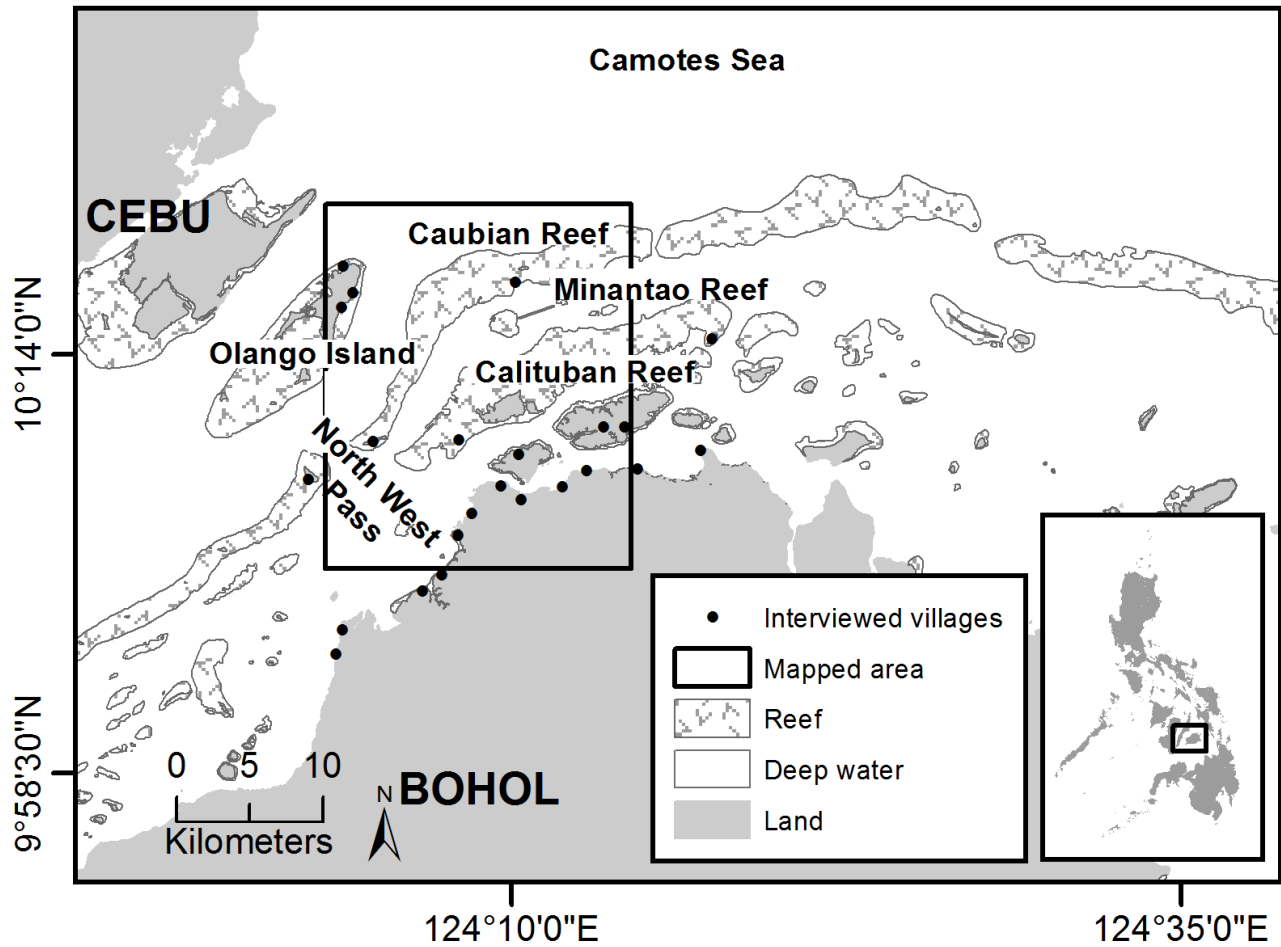 Camotes Sea
CEBU
Caubian Reef
Minantao Reef
Olango Island
Calituban Reef
North West
Pass
10°14'0"N
9°58'30"N
0 5 10
Kilometers
N
BOHOL
Interviewed villages
Mapped area
Reef
Deep water
Land
124°10'0"E
124°35'0"E